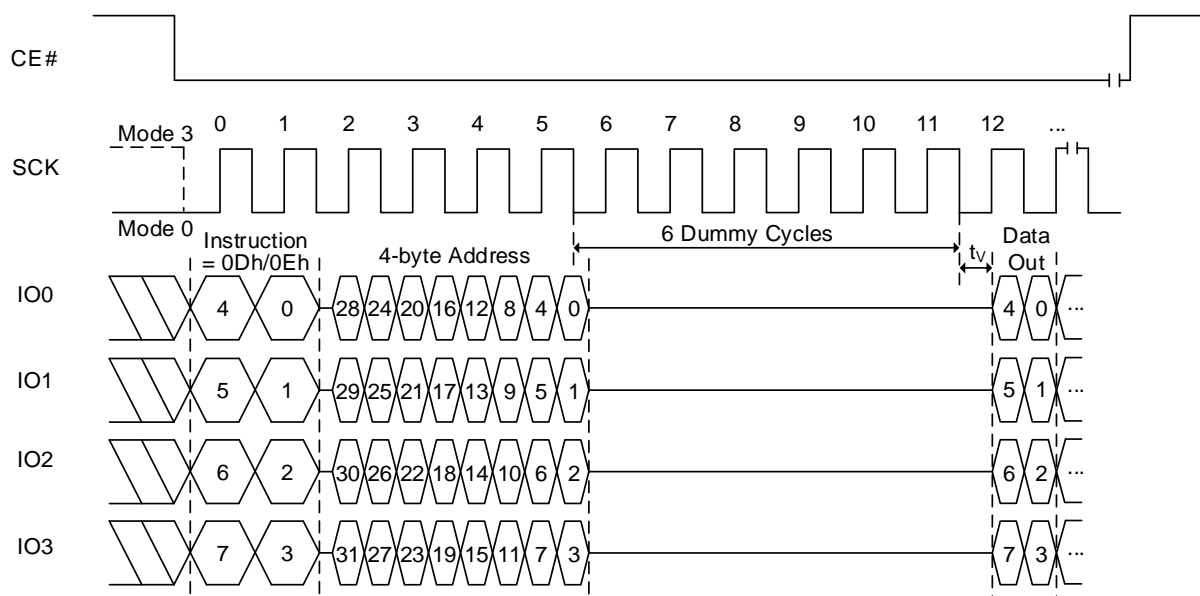 CE#
0 1 2 3 4 5 6 7 8 9 10 11 12 ...
Mode 3
SCK
Mode 0
Instruction
= 0Dh/0Eh
4-byte Address
6 Dummy Cycles
tV
Data
Out
IO0 4 0 28 24 20 16 12 8 4 0 4 0 ...
IO1 5 1 29 25 21 17 13 9 5 1 5 1 ...
IO2 6 2 30 26 22 18 14 10 6 2 6 2 ...
IO3 7 3 31 27 23 19 15 11 7 3 7 3 ...